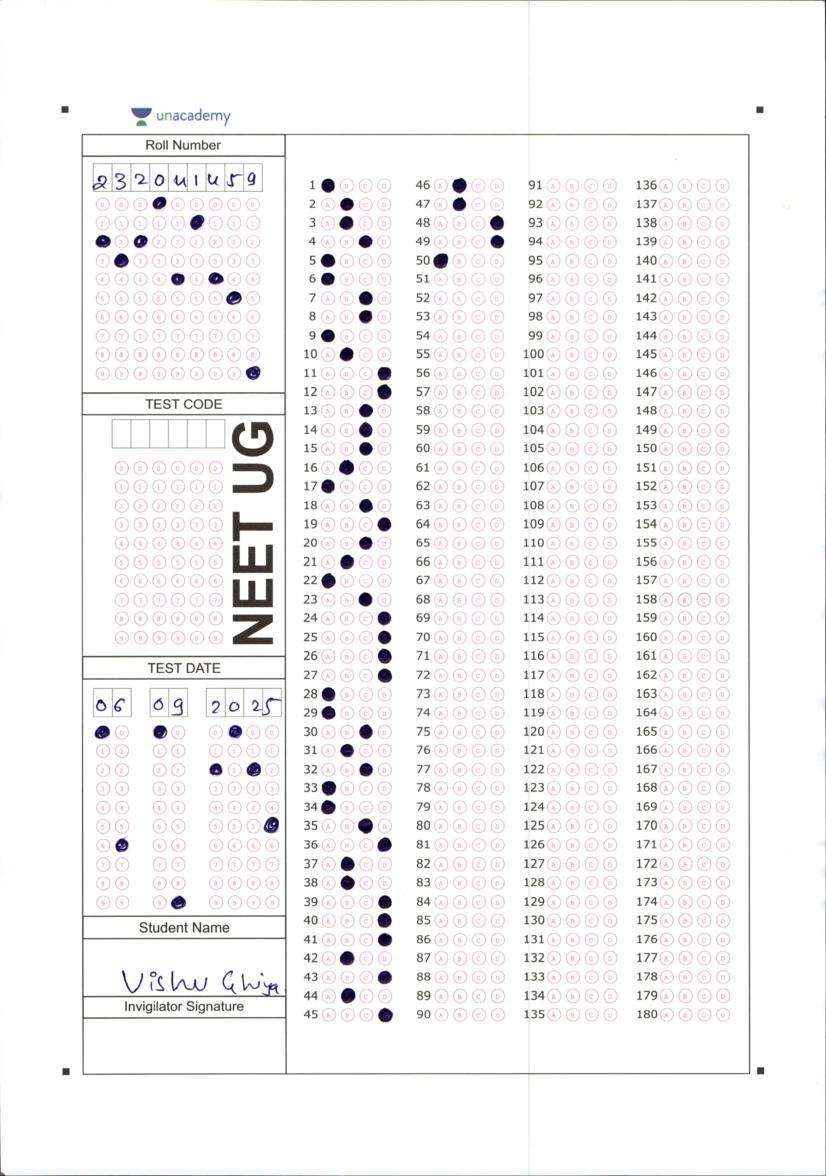 unacademy
Roll Number
232041459
TEST CODE
NEET UG
TEST DATE
06 09 2025
Student Name
Vishv Ghiya
Invigilator Signature
1 A B C D 46 A B C D 91 A B C D 136 A B C D
2 47 92 137
3 48 93 138
4 49 94 139
5 50 95 140
6 51 96 141
7 52 97 142
8 53 98 143
9 54 99 144
10 55 100 145
11 56 101 146
12 57 102 147
13 58 103 148
14 59 104 149
15 60 105 150
16 61 106 151
17 62 107 152
18 63 108 153
19 64 109 154
20 65 110 155
21 66 111 156
22 67 112 157
23 68 113 158
24 69 114 159
25 70 115 160
26 71 116 161
27 72 117 162
28 73 118 163
29 74 119 164
30 75 120 165
31 76 121 166
32 77 122 167
33 78 123 168
34 79 124 169
35 80 125 170
36 81 126 171
37 82 127 172
38 83 128 173
39 84 129 174
40 85 130 175
41 86 131 176
42 87 132 177
43 88 133 178
44 89 134 179
45 90 135 180